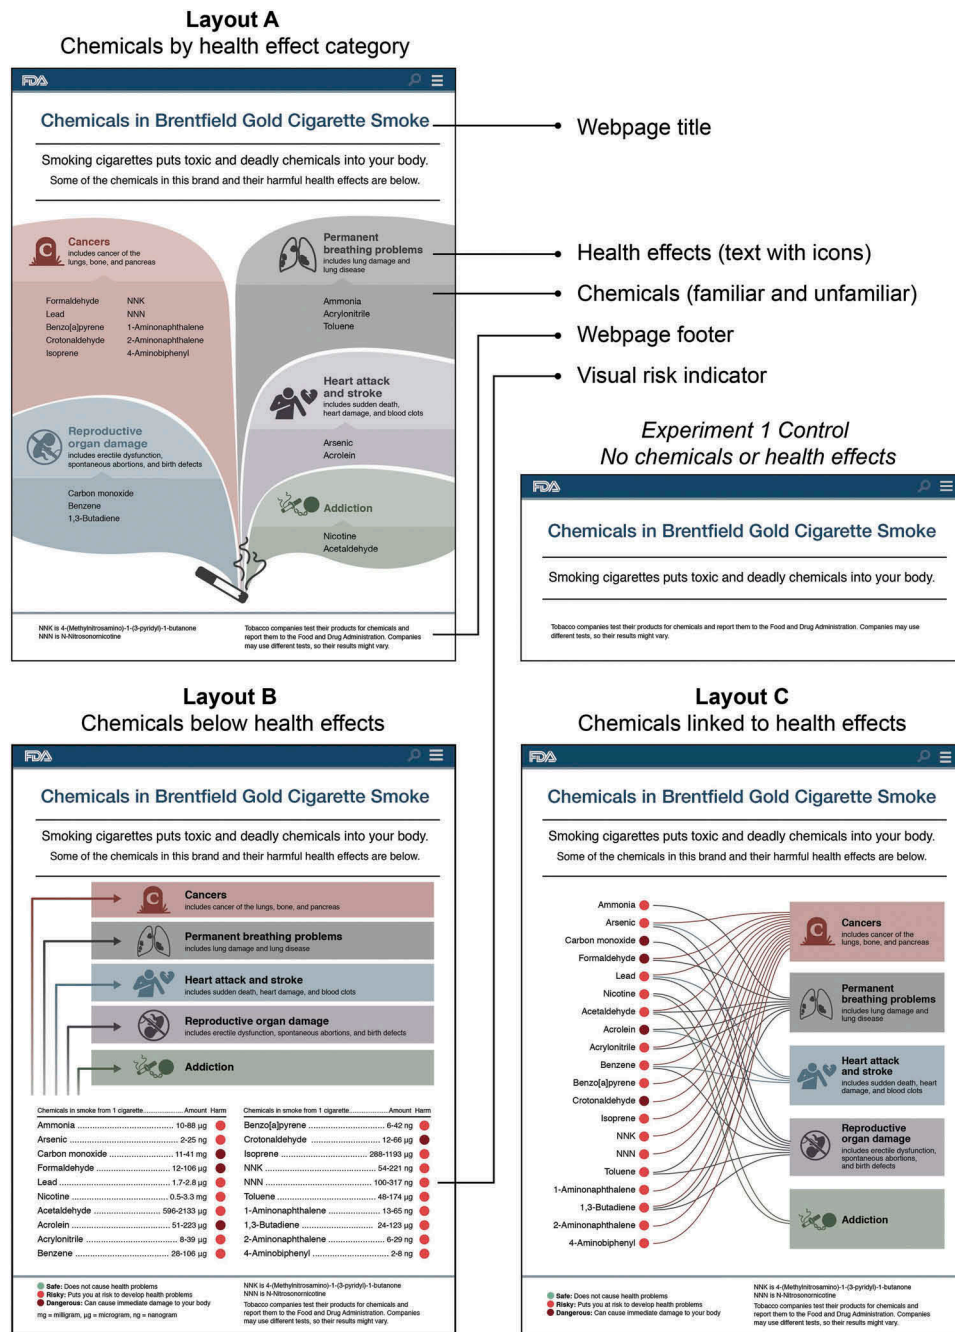 Layout A
Chemicals by health effect category
FDA
Chemicals in Brentfield Gold Cigarette Smoke
Smoking cigarettes puts toxic and deadly chemicals into your body.
Some of the chemicals in this brand and their harmful health effects are below.
C
Cancers
includes cancer of the
lungs, bone, and pancreas
Formaldehyde NNK
Lead NNN
Benzo[a]pyrene 1-Aminonaphthalene
Crotonaldehyde 2-Aminonaphthalene
Isoprene 4-Aminobiphenyl
Permanent
breathing problems
includes lung damage and
lung disease
Ammonia
Acrylonitrile
Toluene
Heart attack
and stroke
includes sudden death,
heart damage, and blood clots
Arsenic
Acrolein
Reproductive
organ damage
includes erectile dysfunction,
spontaneous abortions, and birth defects
Carbon monoxide
Benzene
1,3-Butadiene
Addiction
Nicotine
Acetaldehyde
NNK is 4-(Methylnitrosamino)-1-(3-pyridyl)-1-butanone
NNN is N-Nitrosonornicotine
Tobacco companies test their products for chemicals and
report them to the Food and Drug Administration. Companies
may use different tests, so their results might vary.
Webpage title
Health effects (text with icons)
Chemicals (familiar and unfamiliar)
Webpage footer
Visual risk indicator
Experiment 1 Control
No chemicals or health effects
FDA
Chemicals in Brentfield Gold Cigarette Smoke
Smoking cigarettes puts toxic and deadly chemicals into your body.
Tobacco companies test their products for chemicals and report them to the Food and Drug Administration. Companies may use
different tests, so their results might vary.
Layout B
Chemicals below health effects
FDA
Chemicals in Brentfield Gold Cigarette Smoke
Smoking cigarettes puts toxic and deadly chemicals into your body.
Some of the chemicals in this brand and their harmful health effects are below.
C
Cancers
includes cancer of the lungs, bone, and pancreas
Permanent breathing problems
includes lung damage and lung disease
Heart attack and stroke
includes sudden death, heart damage, and blood clots
Reproductive organ damage
includes erectile dysfunction, spontaneous abortions, and birth defects
Addiction
Chemicals in smoke from 1 cigarette.................... Amount Harm
Ammonia .................... 10-88 µg
Arsenic .................... 2-25 ng
Carbon monoxide .................... 11-41 mg
Formaldehyde .................... 12-106 µg
Lead .................... 1.7-2.8 µg
Nicotine .................... 0.5-3.3 mg
Acetaldehyde .................... 596-2133 µg
Acrolein .................... 51-223 µg
Acrylonitrile .................... 8-39 µg
Benzene .................... 28-106 µg
Chemicals in smoke from 1 cigarette.................... Amount Harm
Benzo[a]pyrene .................... 6-42 ng
Crotonaldehyde .................... 12-66 µg
Isoprene .................... 288-1193 µg
NNK .................... 54-221 ng
NNN .................... 100-317 ng
Toluene .................... 48-174 µg
1-Aminonaphthalene .................... 13-65 ng
1,3-Butadiene .................... 24-123 µg
2-Aminonaphthalene .................... 6-29 ng
4-Aminobiphenyl .................... 2-8 ng
Safe: Does not cause health problems
Risky: Puts you at risk to develop health problems
Dangerous: Can cause immediate damage to your body
mg = milligram, µg = microgram, ng = nanogram
NNK is 4-(Methylnitrosamino)-1-(3-pyridyl)-1-butanone
NNN is N-Nitrosonornicotine
Tobacco companies test their products for chemicals and
report them to the Food and Drug Administration. Companies
may use different tests, so their results might vary.
Layout C
Chemicals linked to health effects
FDA
Chemicals in Brentfield Gold Cigarette Smoke
Smoking cigarettes puts toxic and deadly chemicals into your body.
Some of the chemicals in this brand and their harmful health effects are below.
Ammonia
Arsenic
Carbon monoxide
Formaldehyde
Lead
Nicotine
Acetaldehyde
Acrolein
Acrylonitrile
Benzene
Benzo[a]pyrene
Crotonaldehyde
Isoprene
NNK
NNN
Toluene
1-Aminonaphthalene
1,3-Butadiene
2-Aminonaphthalene
4-Aminobiphenyl
C
Cancers
includes cancer of the
lungs, bone, and pancreas
Permanent
breathing problems
includes lung damage and
lung disease
Heart attack
and stroke
includes sudden death, heart
damage, and blood clots
Reproductive
organ damage
includes erectile dysfunction,
spontaneous abortions,
and birth defects
Addiction
Safe: Does not cause health problems
Risky: Puts you at risk to develop health problems
Dangerous: Can cause immediate damage to your body
NNK is 4-(Methylnitrosamino)-1-(3-pyridyl)-1-butanone
NNN is N-Nitrosonornicotine
Tobacco companies test their products for chemicals and
report them to the Food and Drug Administration. Companies
may use different tests, so their results might vary.